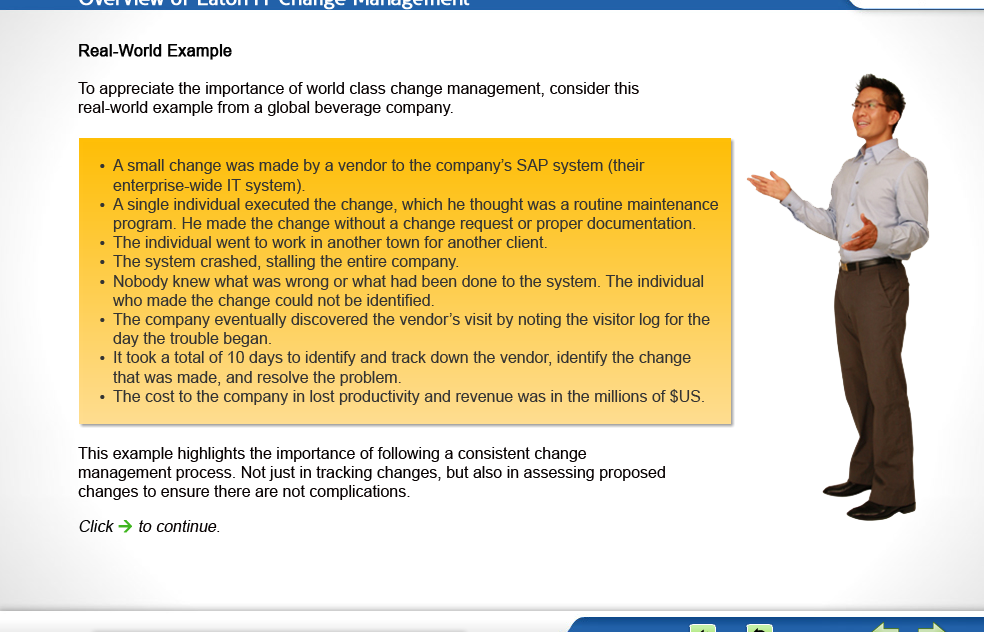 Overview of Eaton IT Change Management
Real-World Example
To appreciate the importance of world class change management, consider this
real-world example from a global beverage company.
• A small change was made by a vendor to the company’s SAP system (their
enterprise-wide IT system).
• A single individual executed the change, which he thought was a routine maintenance
program. He made the change without a change request or proper documentation.
• The individual went to work in another town for another client.
• The system crashed, stalling the entire company.
• Nobody knew what was wrong or what had been done to the system. The individual
who made the change could not be identified.
• The company eventually discovered the vendor’s visit by noting the visitor log for the
day the trouble began.
• It took a total of 10 days to identify and track down the vendor, identify the change
that was made, and resolve the problem.
• The cost to the company in lost productivity and revenue was in the millions of $US.
This example highlights the importance of following a consistent change
management process. Not just in tracking changes, but also in assessing proposed
changes to ensure there are not complications.
Click → to continue.